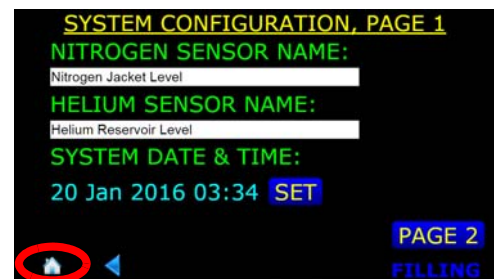 SYSTEM CONFIGURATION, PAGE 1
NITROGEN SENSOR NAME:
Nitrogen Jacket Level
HELIUM SENSOR NAME:
Helium Reservoir Level
SYSTEM DATE & TIME:
20 Jan 2016 03:34 SET
PAGE 2
FILLING